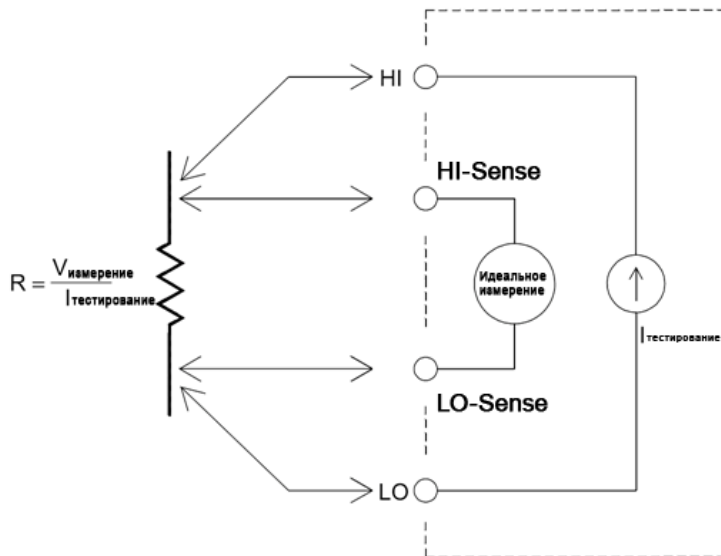 HI
HI-Sense
Идеальное
измерение
R = Vизмерение
Iтестирование
Iтестирование
LO-Sense
LO